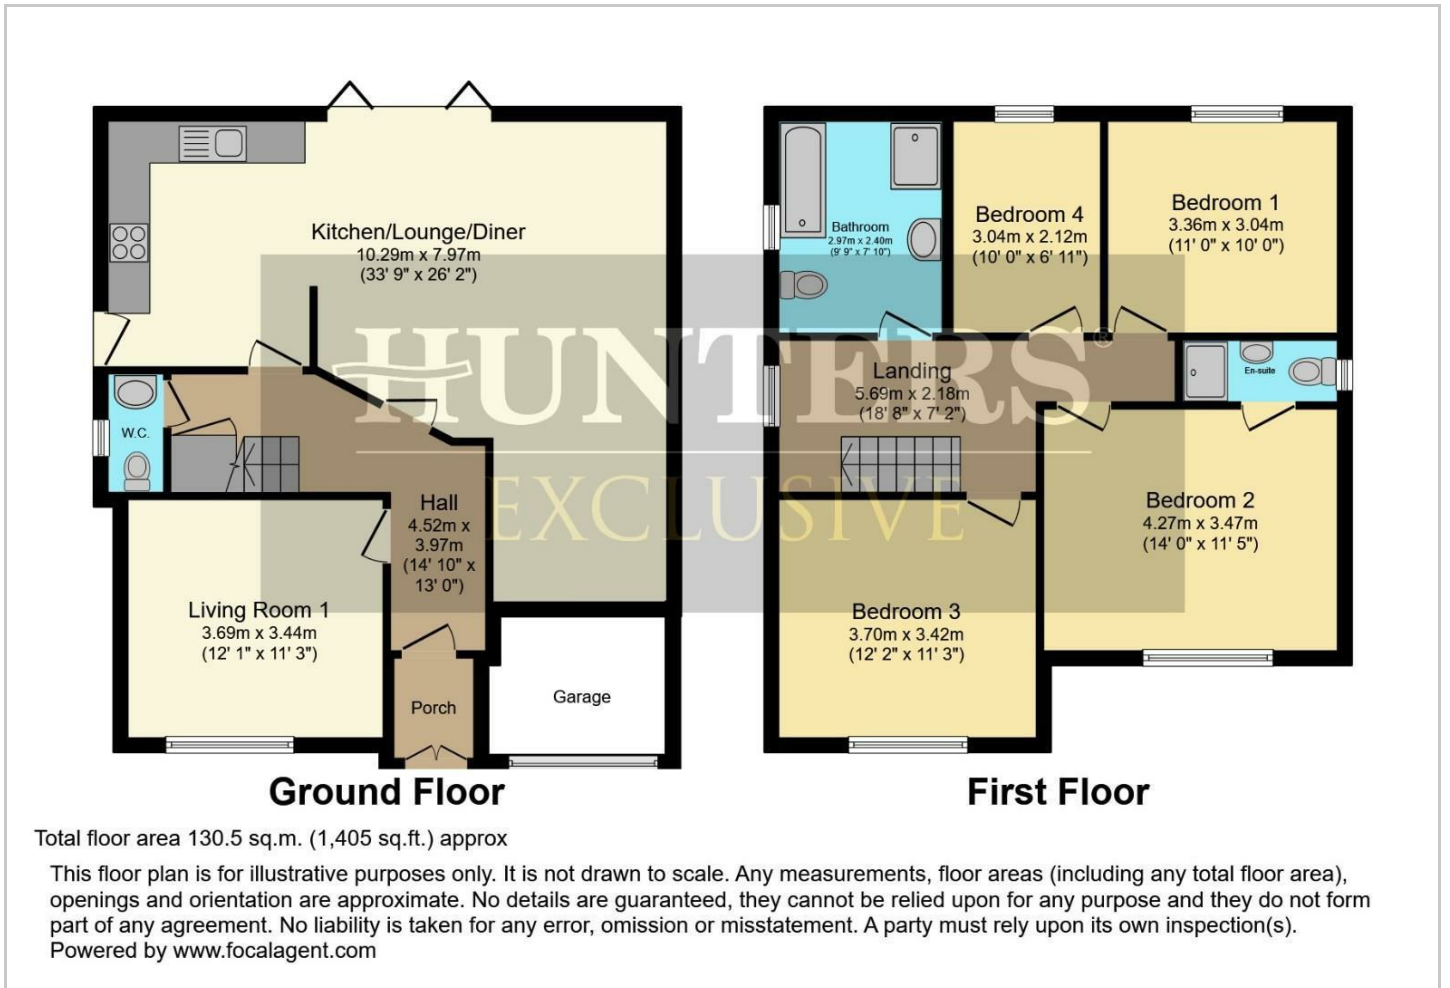 Kitchen/Lounge/Diner
10.29m x 7.97m
(33' 9" x 26' 2")
W.C.
Hall
4.52m x
3.97m
(14' 10" x
13' 0")
Living Room 1
3.69m x 3.44m
(12' 1" x 11' 3")
Porch
Garage
Ground Floor
Bathroom
2.97m x 2.40m
(9' 9" x 7' 10")
Bedroom 4
3.04m x 2.12m
(10' 0" x 6' 11")
Bedroom 1
3.36m x 3.04m
(11' 0" x 10' 0")
Landing
5.69m x 2.18m
(18' 8" x 7' 2")
En-suite
Bedroom 2
4.27m x 3.47m
(14' 0" x 11' 5")
Bedroom 3
3.70m x 3.42m
(12' 2" x 11' 3")
First Floor
HUNTERS®
EXCLUSIVE
Total floor area 130.5 sq.m. (1,405 sq.ft.) approx
This floor plan is for illustrative purposes only. It is not drawn to scale. Any measurements, floor areas (including any total floor area),
openings and orientation are approximate. No details are guaranteed, they cannot be relied upon for any purpose and they do not form
part of any agreement. No liability is taken for any error, omission or misstatement. A party must rely upon its own inspection(s).
Powered by www.focalagent.com